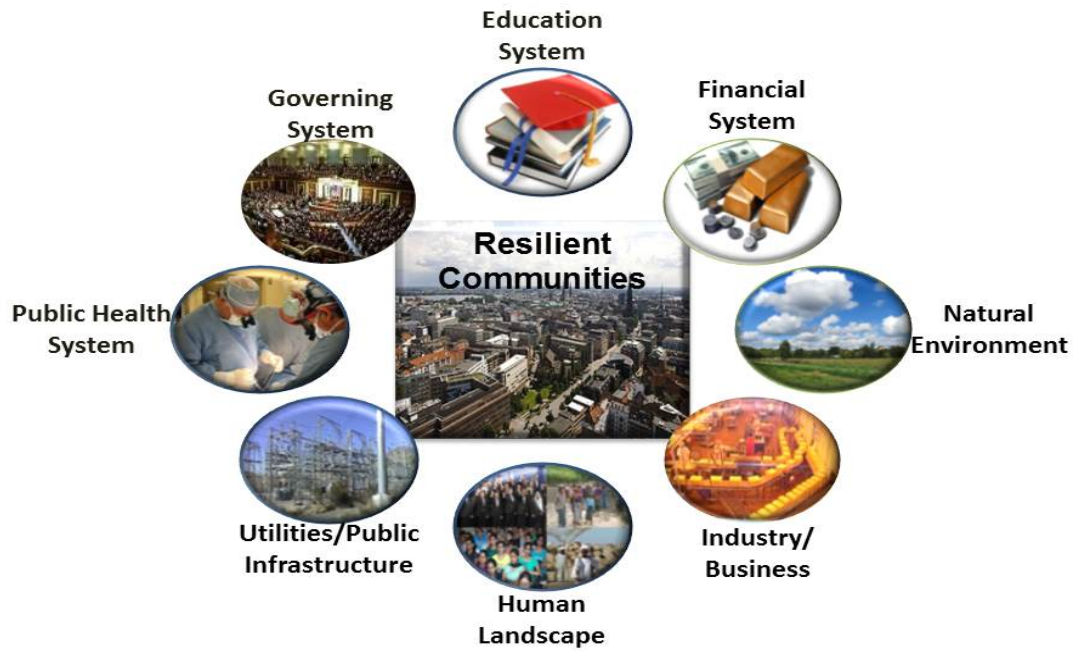 Education
System
Governing
System
Financial
System
Resilient
Communities
Public Health
System
Natural
Environment
Utilities/Public
Infrastructure
Industry/
Business
Human
Landscape